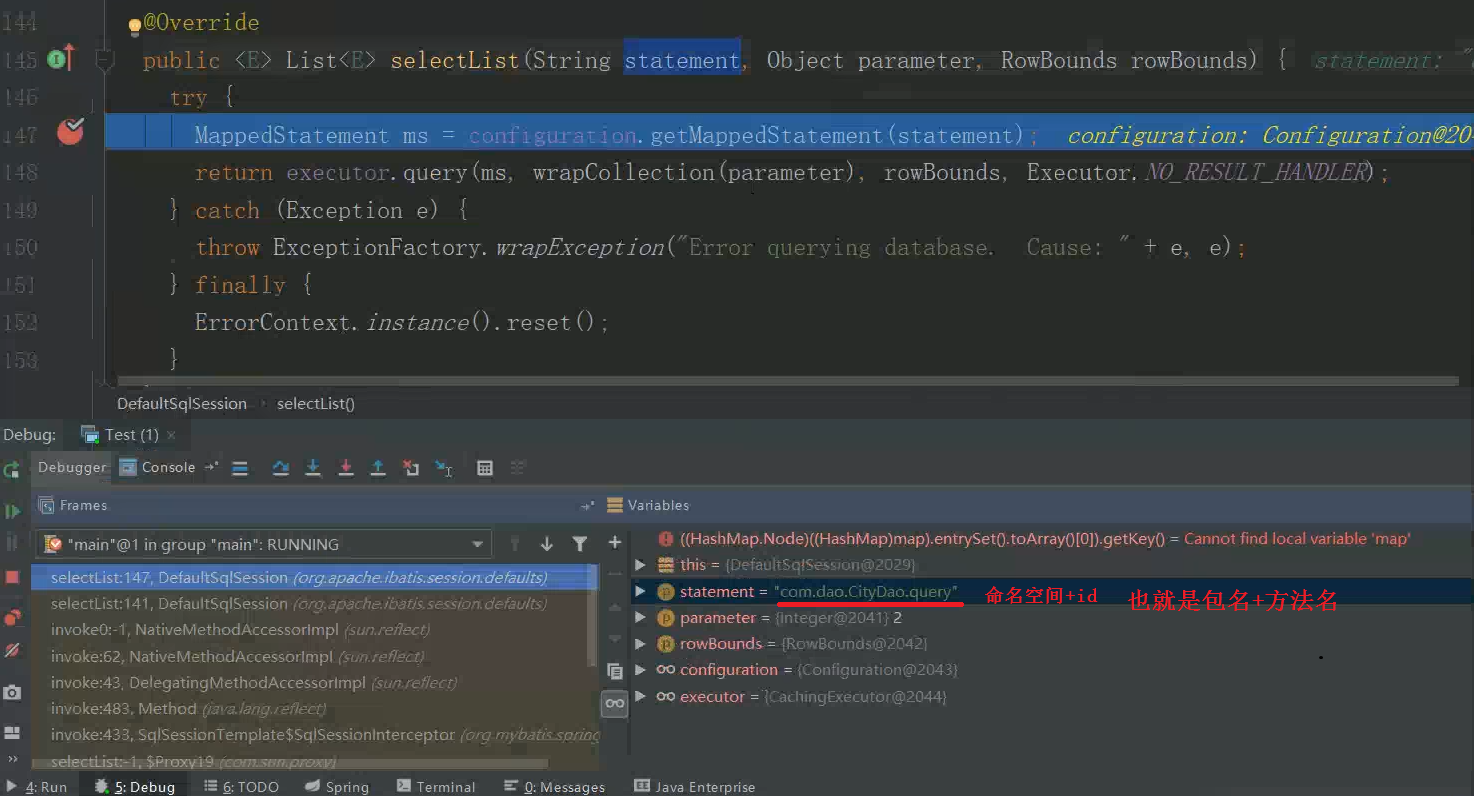 144 @Override
145 public <E> List<E> selectList(String statement, Object parameter, RowBounds rowBounds) { statement: "
146 try {
147 MappedStatement ms = configuration.getMappedStatement(statement); configuration: Configuration@204
148 return executor.query(ms, wrapCollection(parameter), rowBounds, Executor.NO_RESULT_HANDLER);
149 } catch (Exception e) {
150 throw ExceptionFactory.wrapException("Error querying database.  Cause: " + e, e);
151 } finally {
152 ErrorContext.instance().reset();
153 }
DefaultSqlSession › selectList()
Debug: Test (1) ×
Debugger Console
Frames
Variables
"main"@1 in group "main": RUNNING
selectList:147, DefaultSqlSession (org.apache.ibatis.session.defaults)
selectList:141, DefaultSqlSession (org.apache.ibatis.session.defaults)
invoke0:-1, NativeMethodAccessorImpl (sun.reflect)
invoke:62, NativeMethodAccessorImpl (sun.reflect)
invoke:43, DelegatingMethodAccessorImpl (sun.reflect)
invoke:483, Method (java.lang.reflect)
invoke:433, SqlSessionTemplate$SqlSessionInterceptor (org.mybatis.spring
selectList:-1, $Proxy19 (com.sun.proxy)
((HashMap.Node)((HashMap)map).entrySet().toArray()[0]).getKey() = Cannot find local variable 'map'
this = {DefaultSqlSession@2029}
statement = "com.dao.CityDao.query" 命名空间+id 也就是包名+方法名
parameter = {Integer@2041} 2
rowBounds = {RowBounds@2042}
configuration = {Configuration@2043}
executor = {CachingExecutor@2044}
4: Run 5: Debug 6: TODO Spring Terminal 0: Messages Java Enterprise